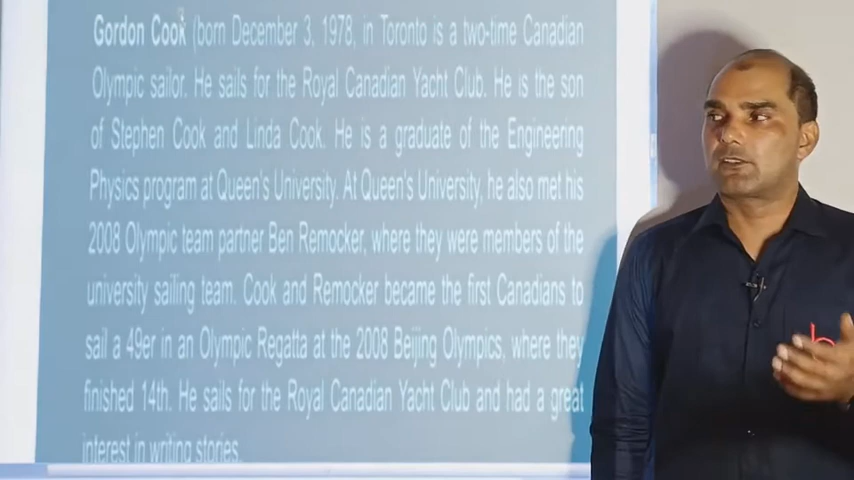 Gordon Cook (born December 3, 1978, in Toronto is a two-time Canadian
Olympic sailor. He sails for the Royal Canadian Yacht Club. He is the son
of Stephen Cook and Linda Cook. He is a graduate of the Engineering
Physics program at Queen's University. At Queen's University, he also met his
2008 Olympic team partner Ben Remocker, where they were members of the
university sailing team. Cook and Remocker became the first Canadians to
sail a 49er in an Olympic Regatta at the 2008 Beijing Olympics, where they
finished 14th. He sails for the Royal Canadian Yacht Club and had a great
interest in writing stories.